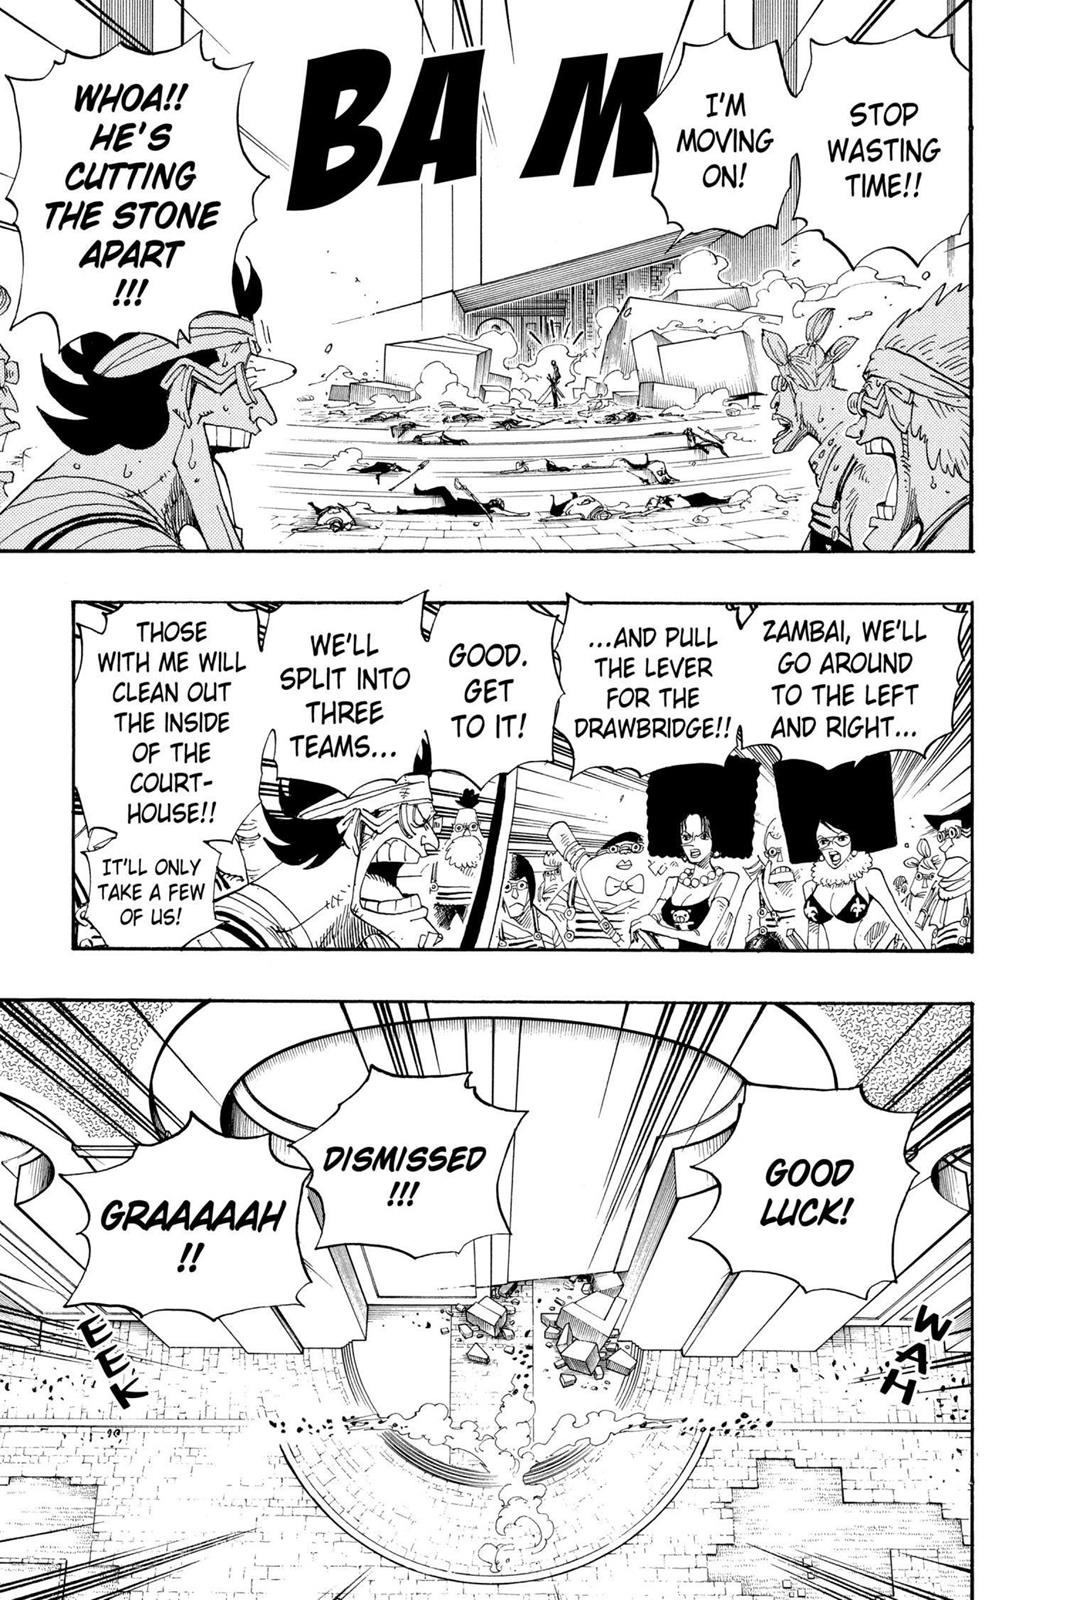 STOP
WASTING
TIME!!
I'M
MOVING
ON!
BAM
WHOA!!
HE'S
CUTTING
THE STONE
APART
!!!
ZAMBAI, WE'LL
GO AROUND
TO THE LEFT
AND RIGHT...
...AND PULL
THE LEVER
FOR THE
DRAWBRIDGE!!
GOOD.
GET
TO IT!
WE'LL
SPLIT INTO
THREE
TEAMS...
THOSE
WITH ME WILL
CLEAN OUT
THE INSIDE
OF THE
COURT-
HOUSE!!
IT'LL ONLY
TAKE A FEW
OF US!
GOOD
LUCK!
DISMISSED
!!!
GRAAAAAH
!!
WAH
EEK